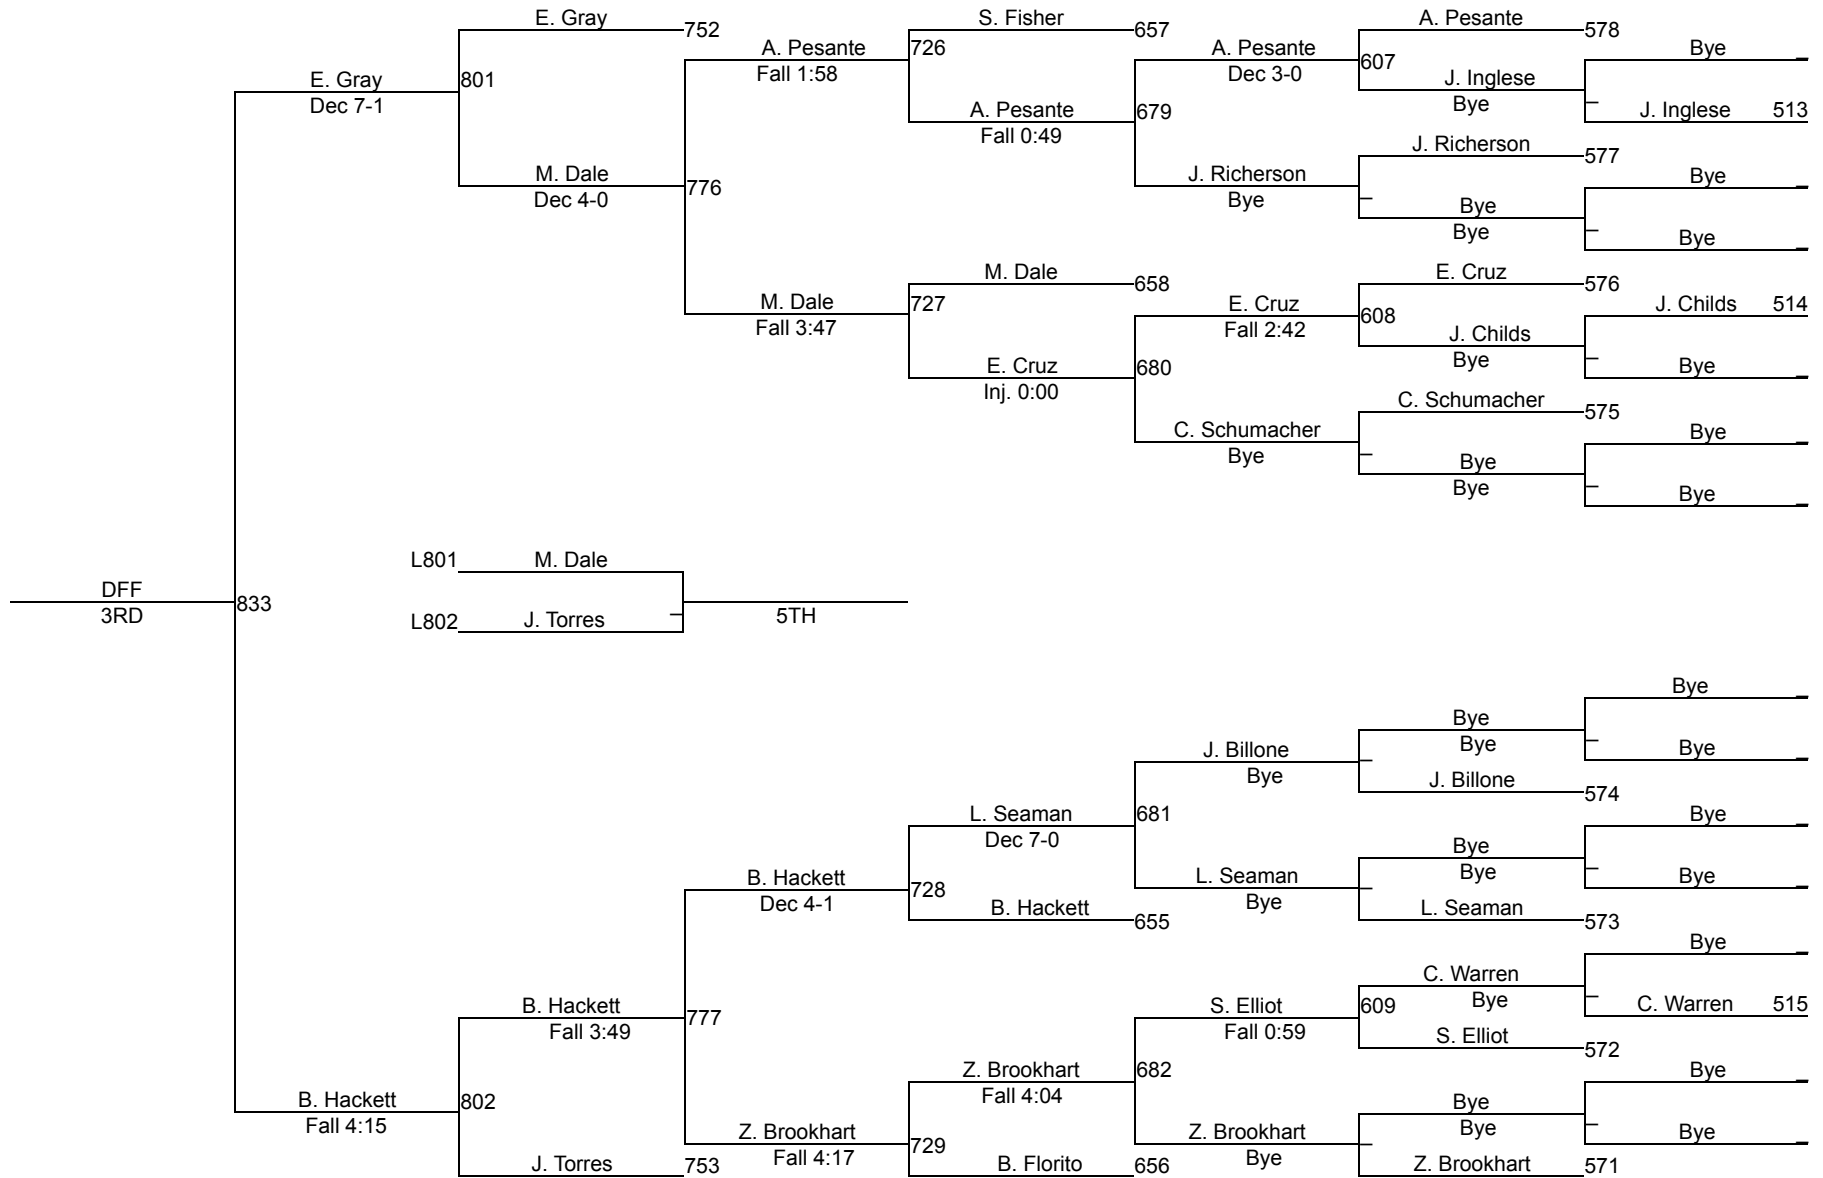 E. Gray
752
S. Fisher
657
A. Pesante
578
A. Pesante
Fall 1:58
726
A. Pesante
Dec 3-0
607
Bye _
E. Gray
Dec 7-1
801
J. Inglese
Bye
_
J. Inglese 513
A. Pesante
Fall 0:49
679
J. Richerson
577
M. Dale
Dec 4-0
776
J. Richerson
Bye
_
Bye _
Bye
Bye
_
Bye _
M. Dale
658
E. Cruz
576
M. Dale
Fall 3:47
727
E. Cruz
Fall 2:42
608
J. Childs 514
J. Childs
Bye
_
Bye _
E. Cruz
Inj. 0:00
680
C. Schumacher
575
C. Schumacher
Bye
_
Bye _
Bye
Bye
_
Bye _
L801 M. Dale
DFF
3RD
833
L802 J. Torres
_
5TH
Bye _
Bye
Bye
_
Bye _
J. Billone
Bye
_
J. Billone
574
L. Seaman
Dec 7-0
681
Bye _
Bye
Bye
_
Bye _
B. Hackett
Dec 4-1
728
L. Seaman
Bye
_
L. Seaman
573
B. Hackett
655
Bye _
C. Warren
Bye
_
C. Warren 515
B. Hackett
Fall 3:49
777
S. Elliot
Fall 0:59
609
S. Elliot
572
Z. Brookhart
Fall 4:04
682
Bye _
B. Hackett
Fall 4:15
802
Bye
Bye
_
Bye _
Z. Brookhart
Fall 4:17
729
Z. Brookhart
Bye
_
J. Torres
753
B. Florito
656
Z. Brookhart
571